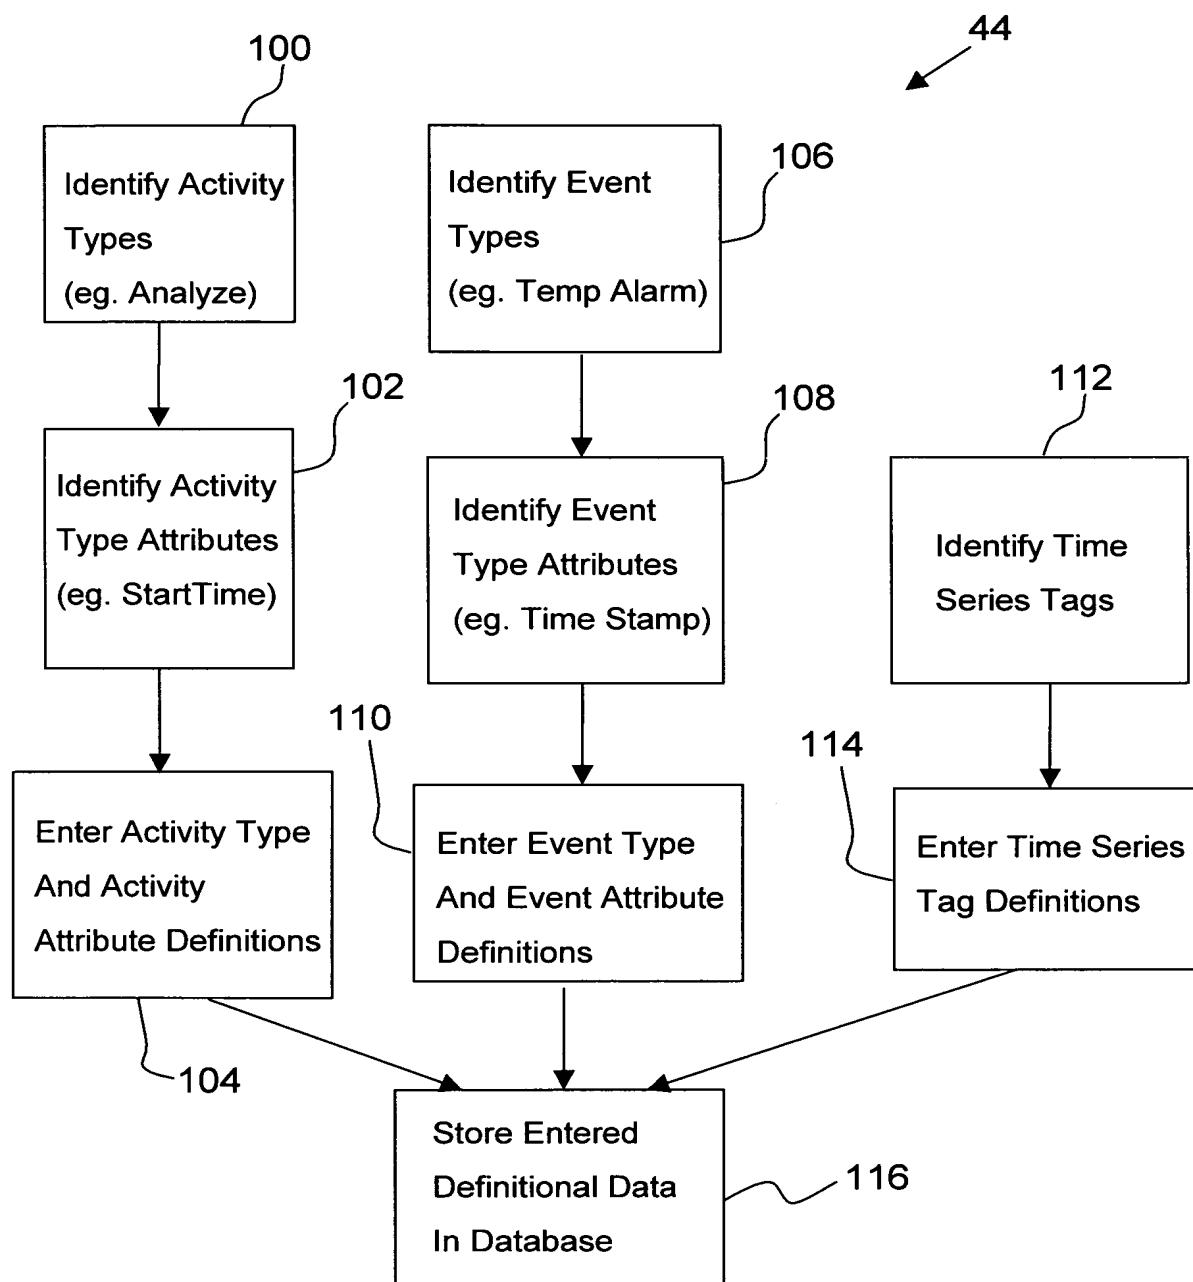 44
100
Identify Activity
Types
(eg. Analyze)
106
Identify Event
Types
(eg. Temp Alarm)
102
Identify Activity
Type Attributes
(eg. StartTime)
108
Identify Event
Type Attributes
(eg. Time Stamp)
112
Identify Time
Series Tags
104
Enter Activity Type
And Activity
Attribute Definitions
110
Enter Event Type
And Event Attribute
Definitions
114
Enter Time Series
Tag Definitions
116
Store Entered
Definitional Data
In Database